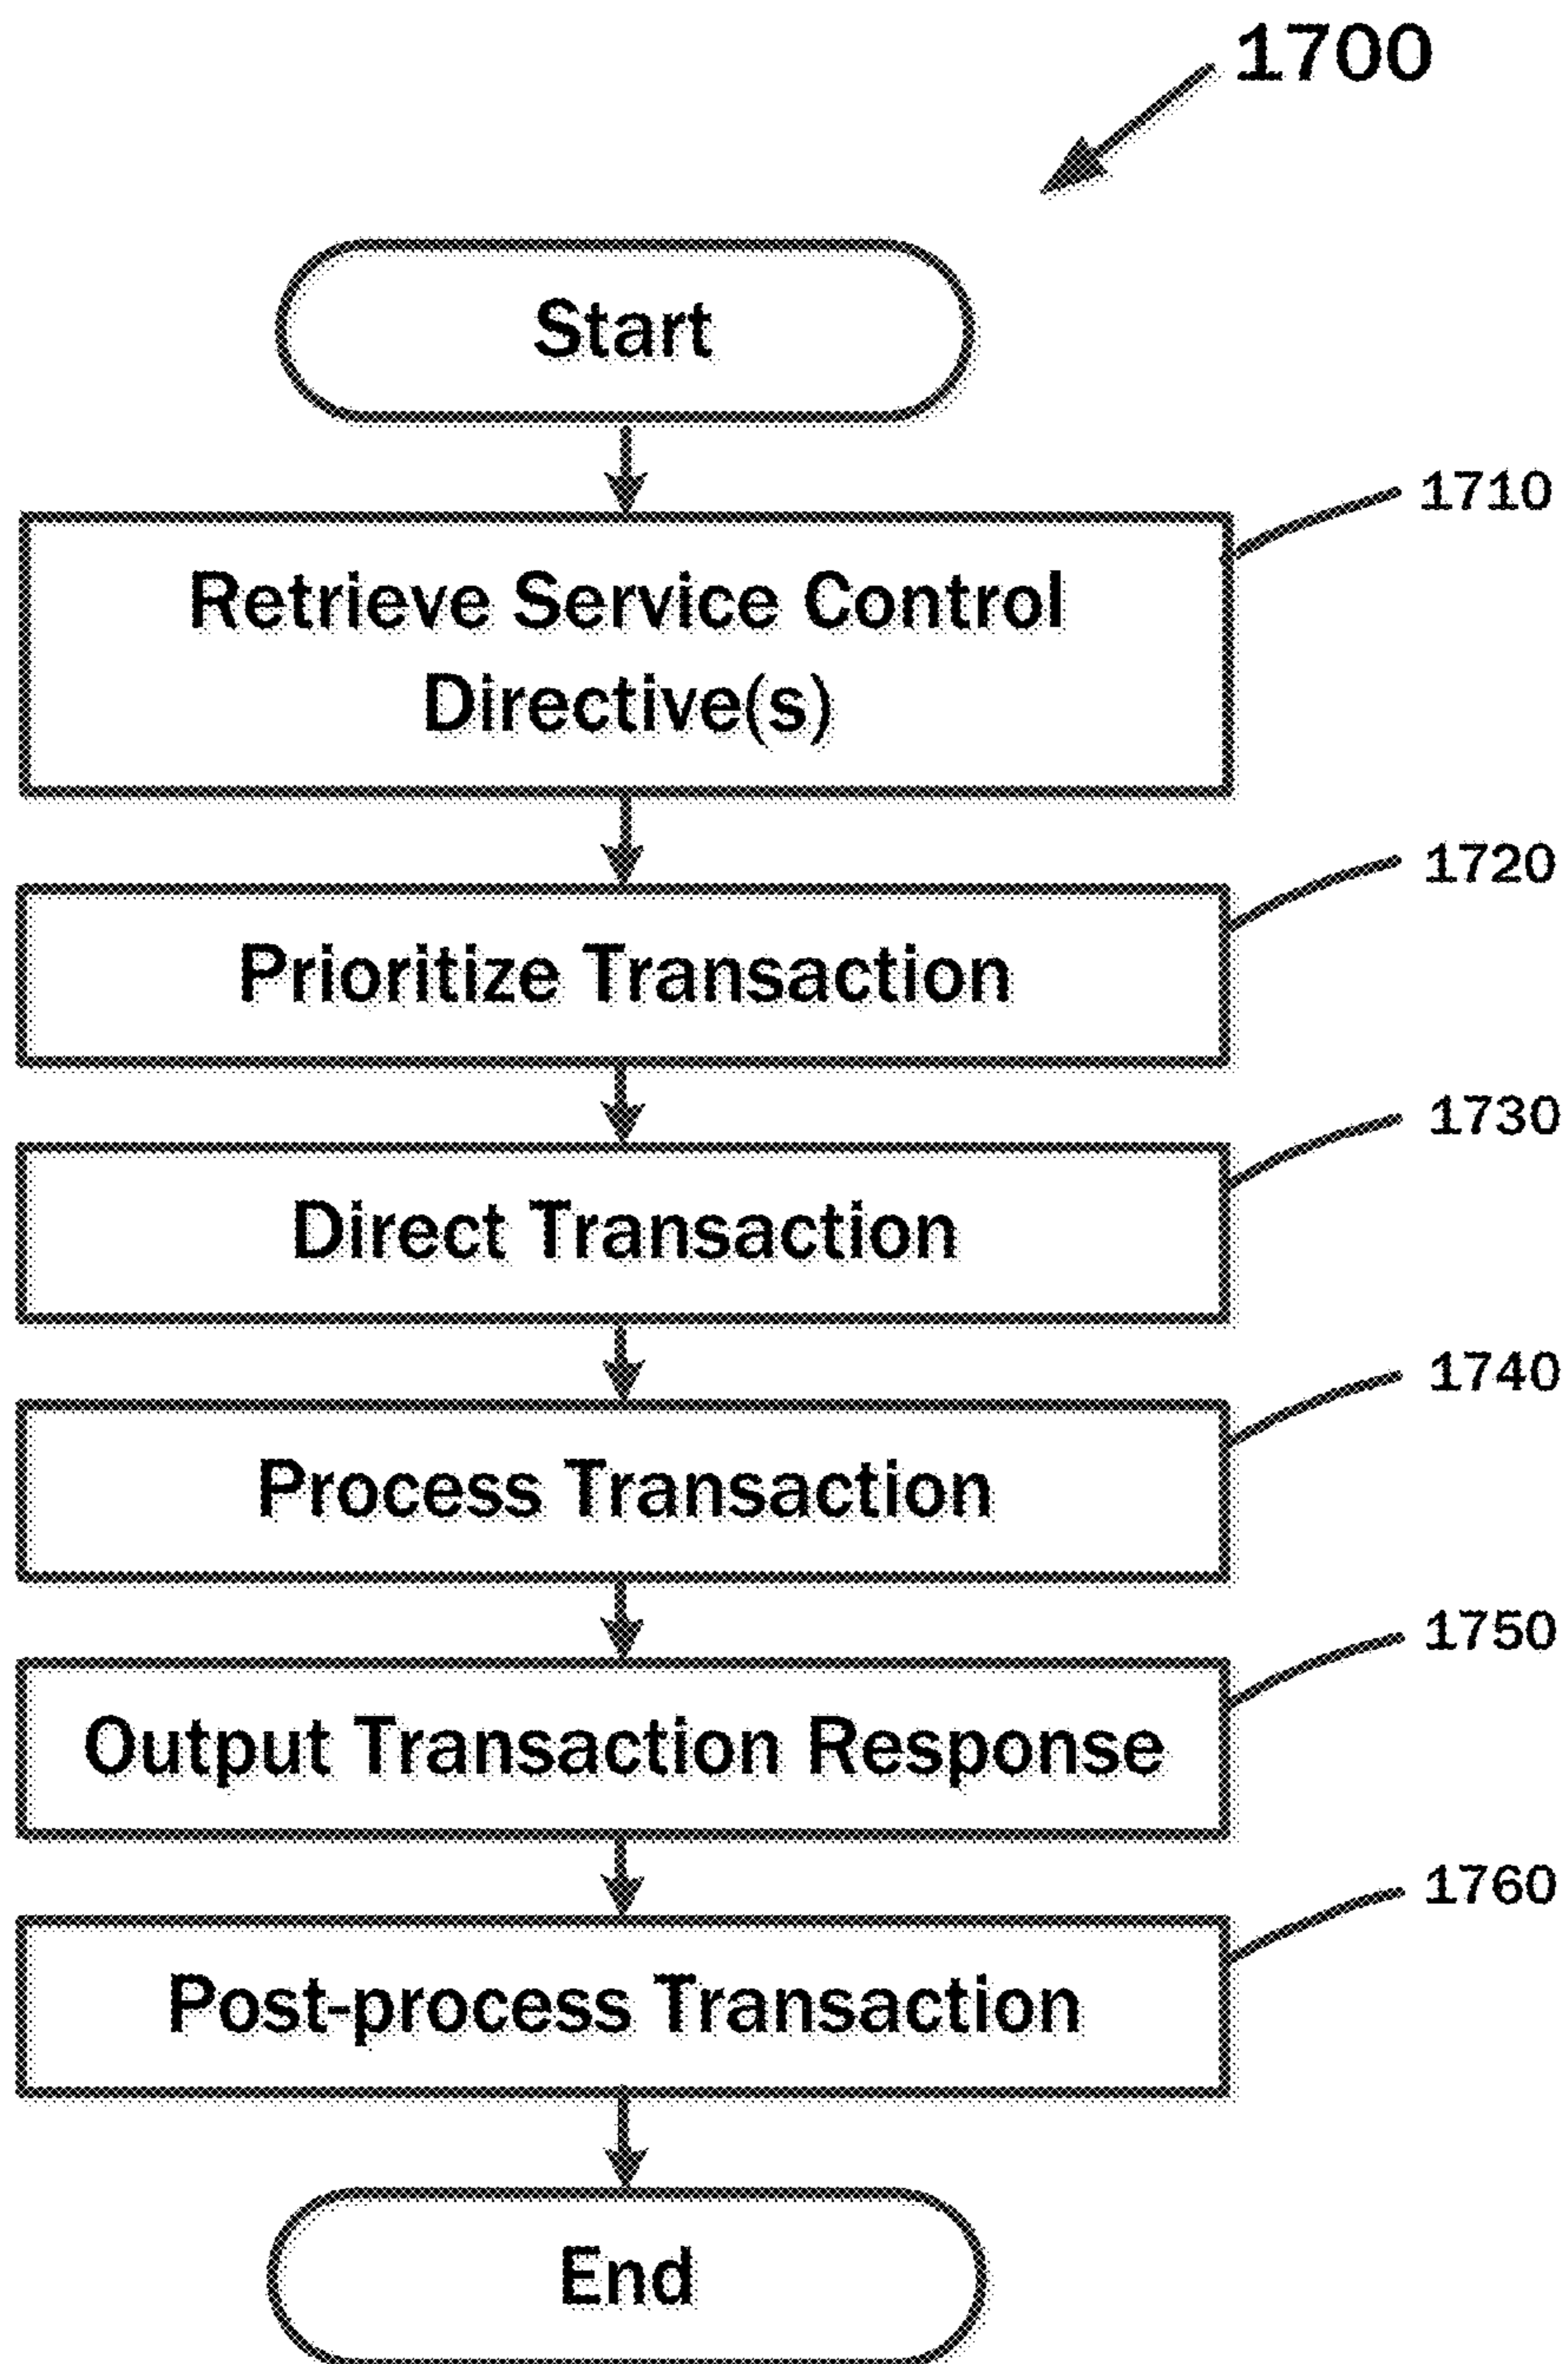 1700
Start
1710
Retrieve Service Control
Directive(s)
1720
Prioritize Transaction
1730
Direct Transaction
1740
Process Transaction
1750
Output Transaction Response
1760
Post-process Transaction
End